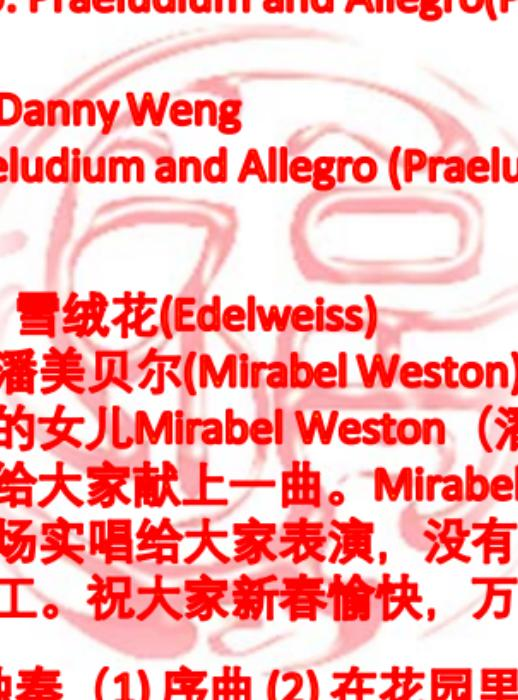 Praeludium and Allegro(P
Danny Weng
eludium and Allegro (Praelu
雪绒花(Edelweiss)
潘美贝尔(Mirabel Weston)
的女儿Mirabel Weston（潘
给大家献上一曲。Mirabel
场实唱给大家表演，没有
工。祝大家新春愉快，万
奏（1) 序曲 (2) 在花园里